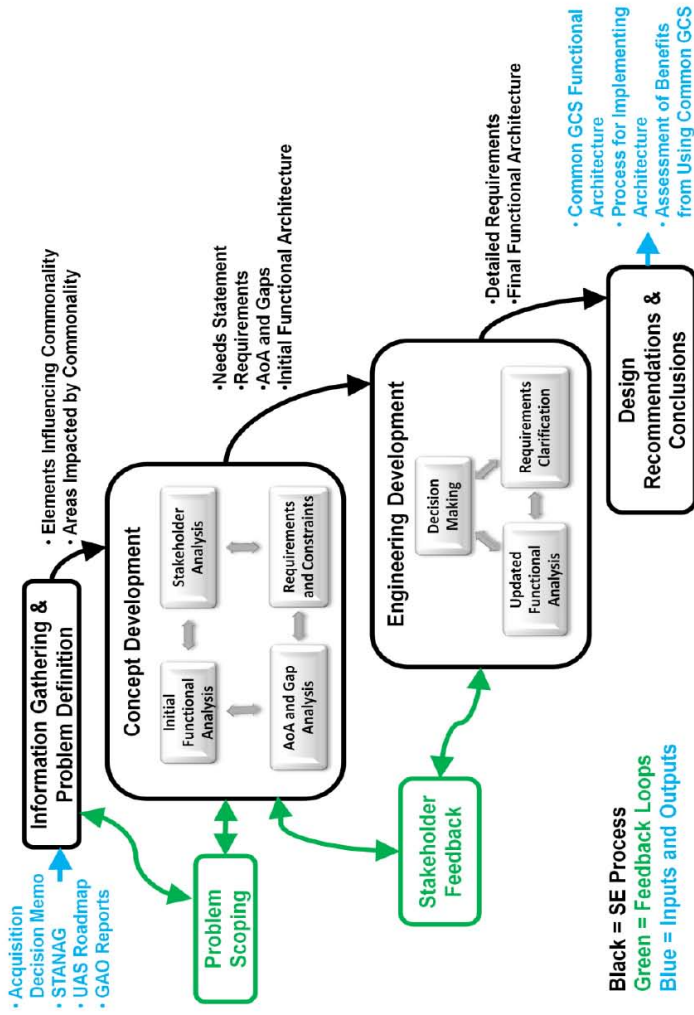 • Acquisition
Decision Memo
• STANAG
• UAS Roadmap
• GAO Reports
Information Gathering &
Problem Definition
• Elements Influencing Commonality
• Areas Impacted by Commonality
Problem
Scoping
Concept Development
Initial
Functional
Analysis
Stakeholder
Analysis
AoA and Gap
Analysis
Requirements
and Constraints
•Needs Statement
•Requirements
•AoA and Gaps
•Initial Functional Architecture
Stakeholder
Feedback
Engineering Development
Decision
Making
Updated
Functional
Analysis
Requirements
Clarification
•Detailed Requirements
•Final Functional Architecture
Design
Recommendations &
Conclusions
• Common GCS Functional
Architecture
• Process for Implementing
Architecture
• Assessment of Benefits
from Using Common GCS
Black = SE Process
Green = Feedback Loops
Blue = Inputs and Outputs